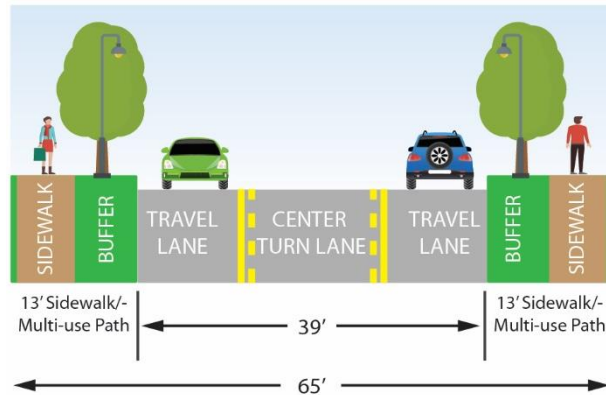 SIDEWALK
BUFFER
TRAVEL
LANE
CENTER
TURN LANE
TRAVEL
LANE
BUFFER
SIDEWALK
13' Sidewalk/-
Multi-use Path
39'
13' Sidewalk/-
Multi-use Path
65'